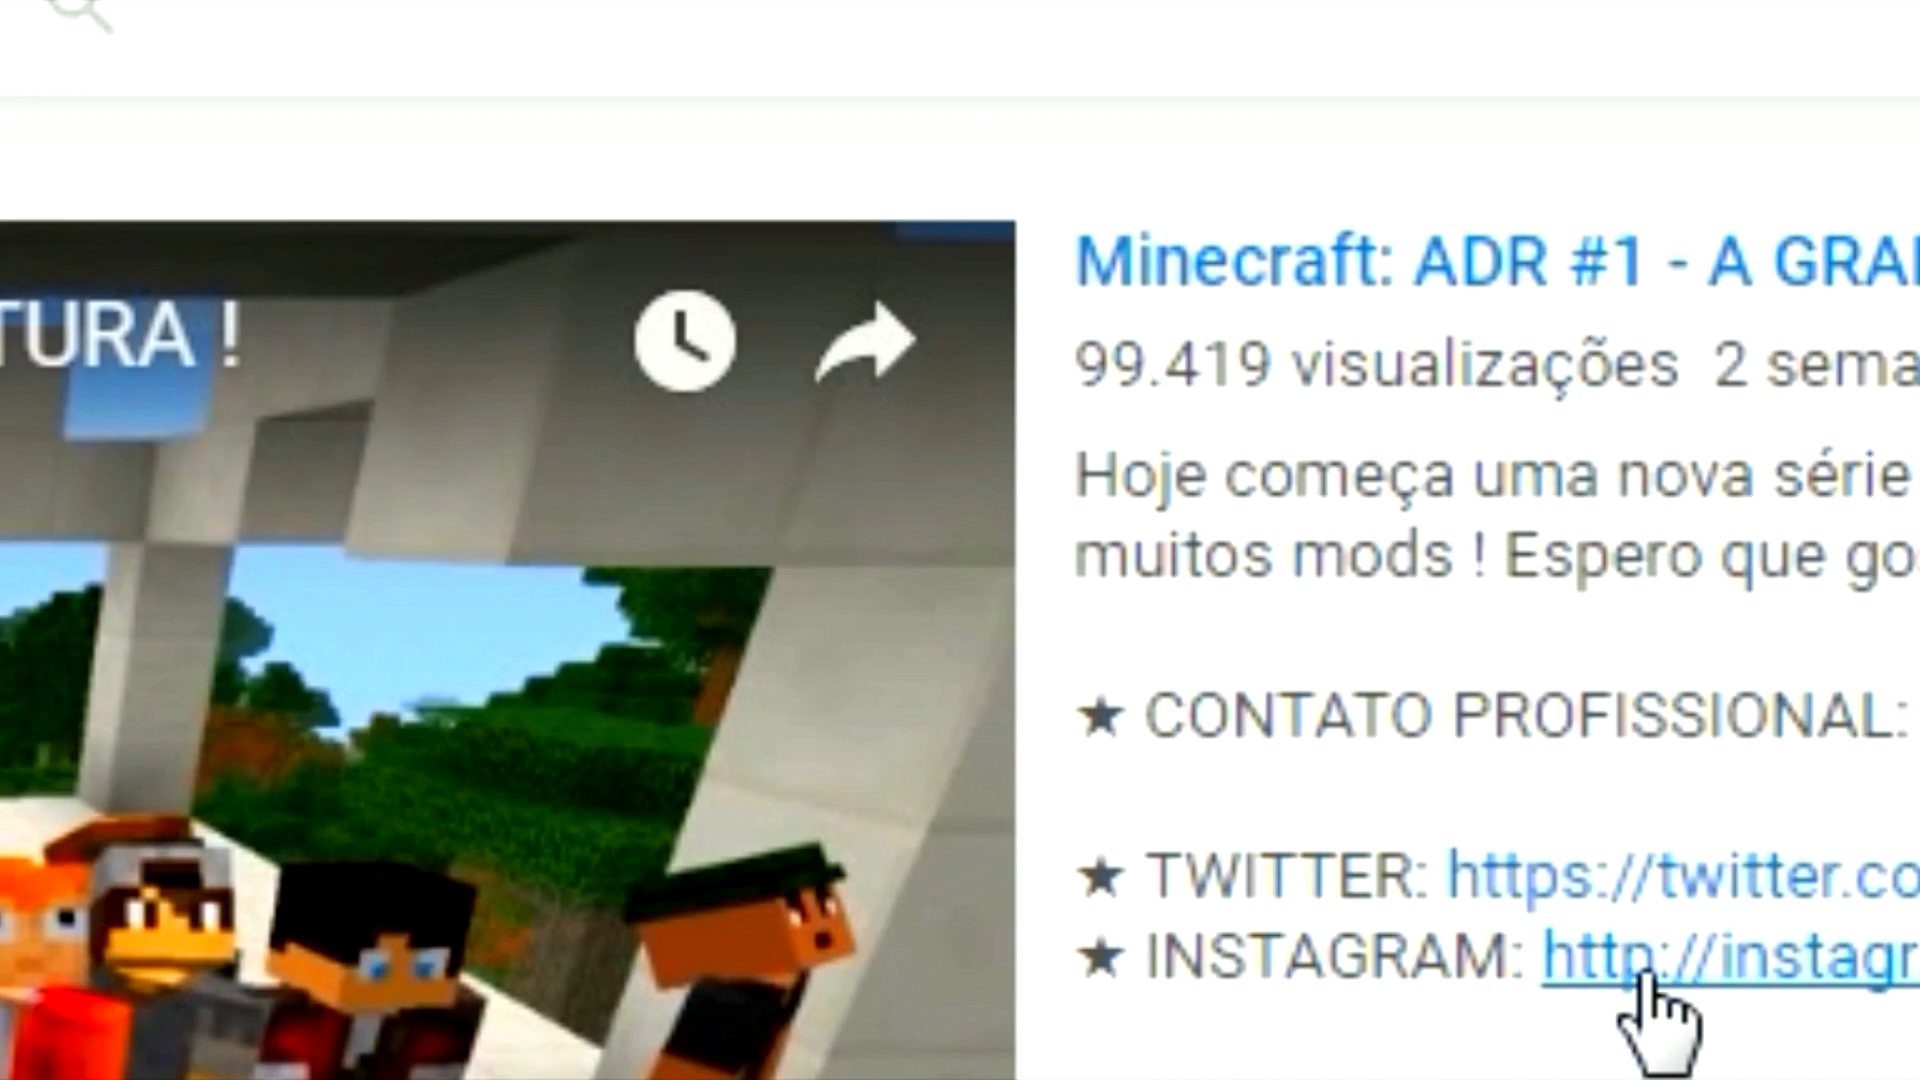 TURA !
Minecraft: ADR #1 - A GRA
99.419 visualizações 2 sema
Hoje começa uma nova série
muitos mods ! Espero que go
★ CONTATO PROFISSIONAL:
★ TWITTER: https://twitter.co
★ INSTAGRAM: http://instagr